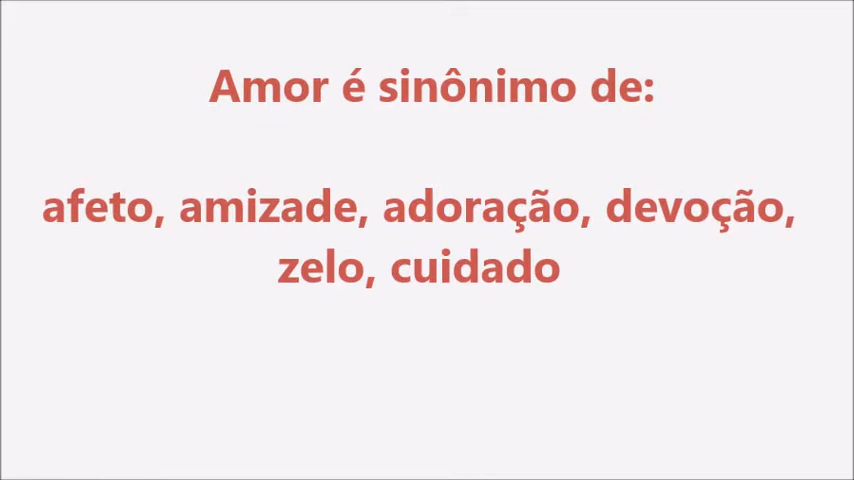 Amor é sinônimo de:
afeto, amizade, adoração, devoção,
zelo, cuidado